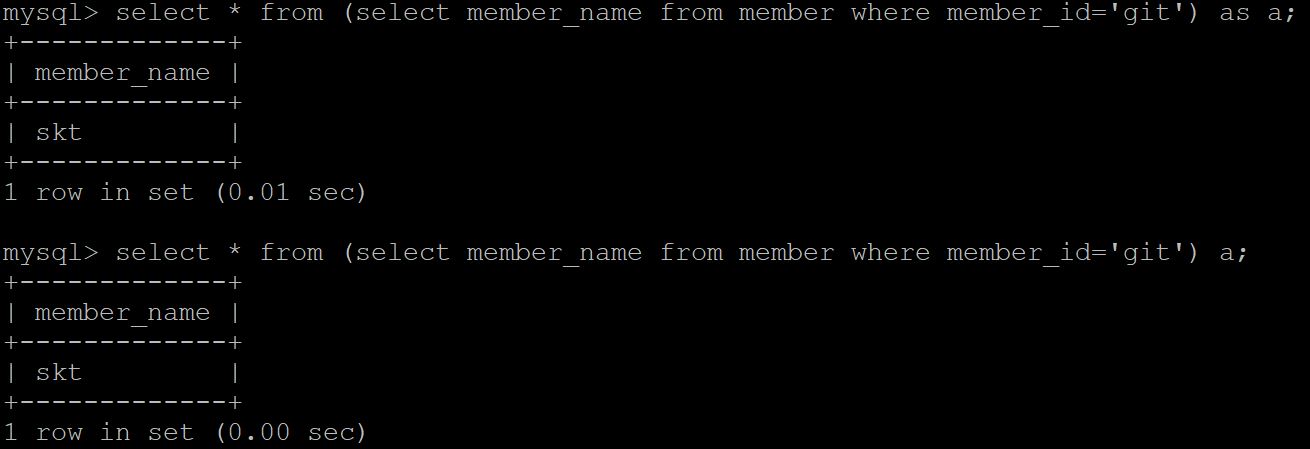 mysql> select * from (select member_name from member where member_id='git') as a;
+-------------+
| member_name |
+-------------+
| skt         |
+-------------+
1 row in set (0.01 sec)

mysql> select * from (select member_name from member where member_id='git') a;
+-------------+
| member_name |
+-------------+
| skt         |
+-------------+
1 row in set (0.00 sec)